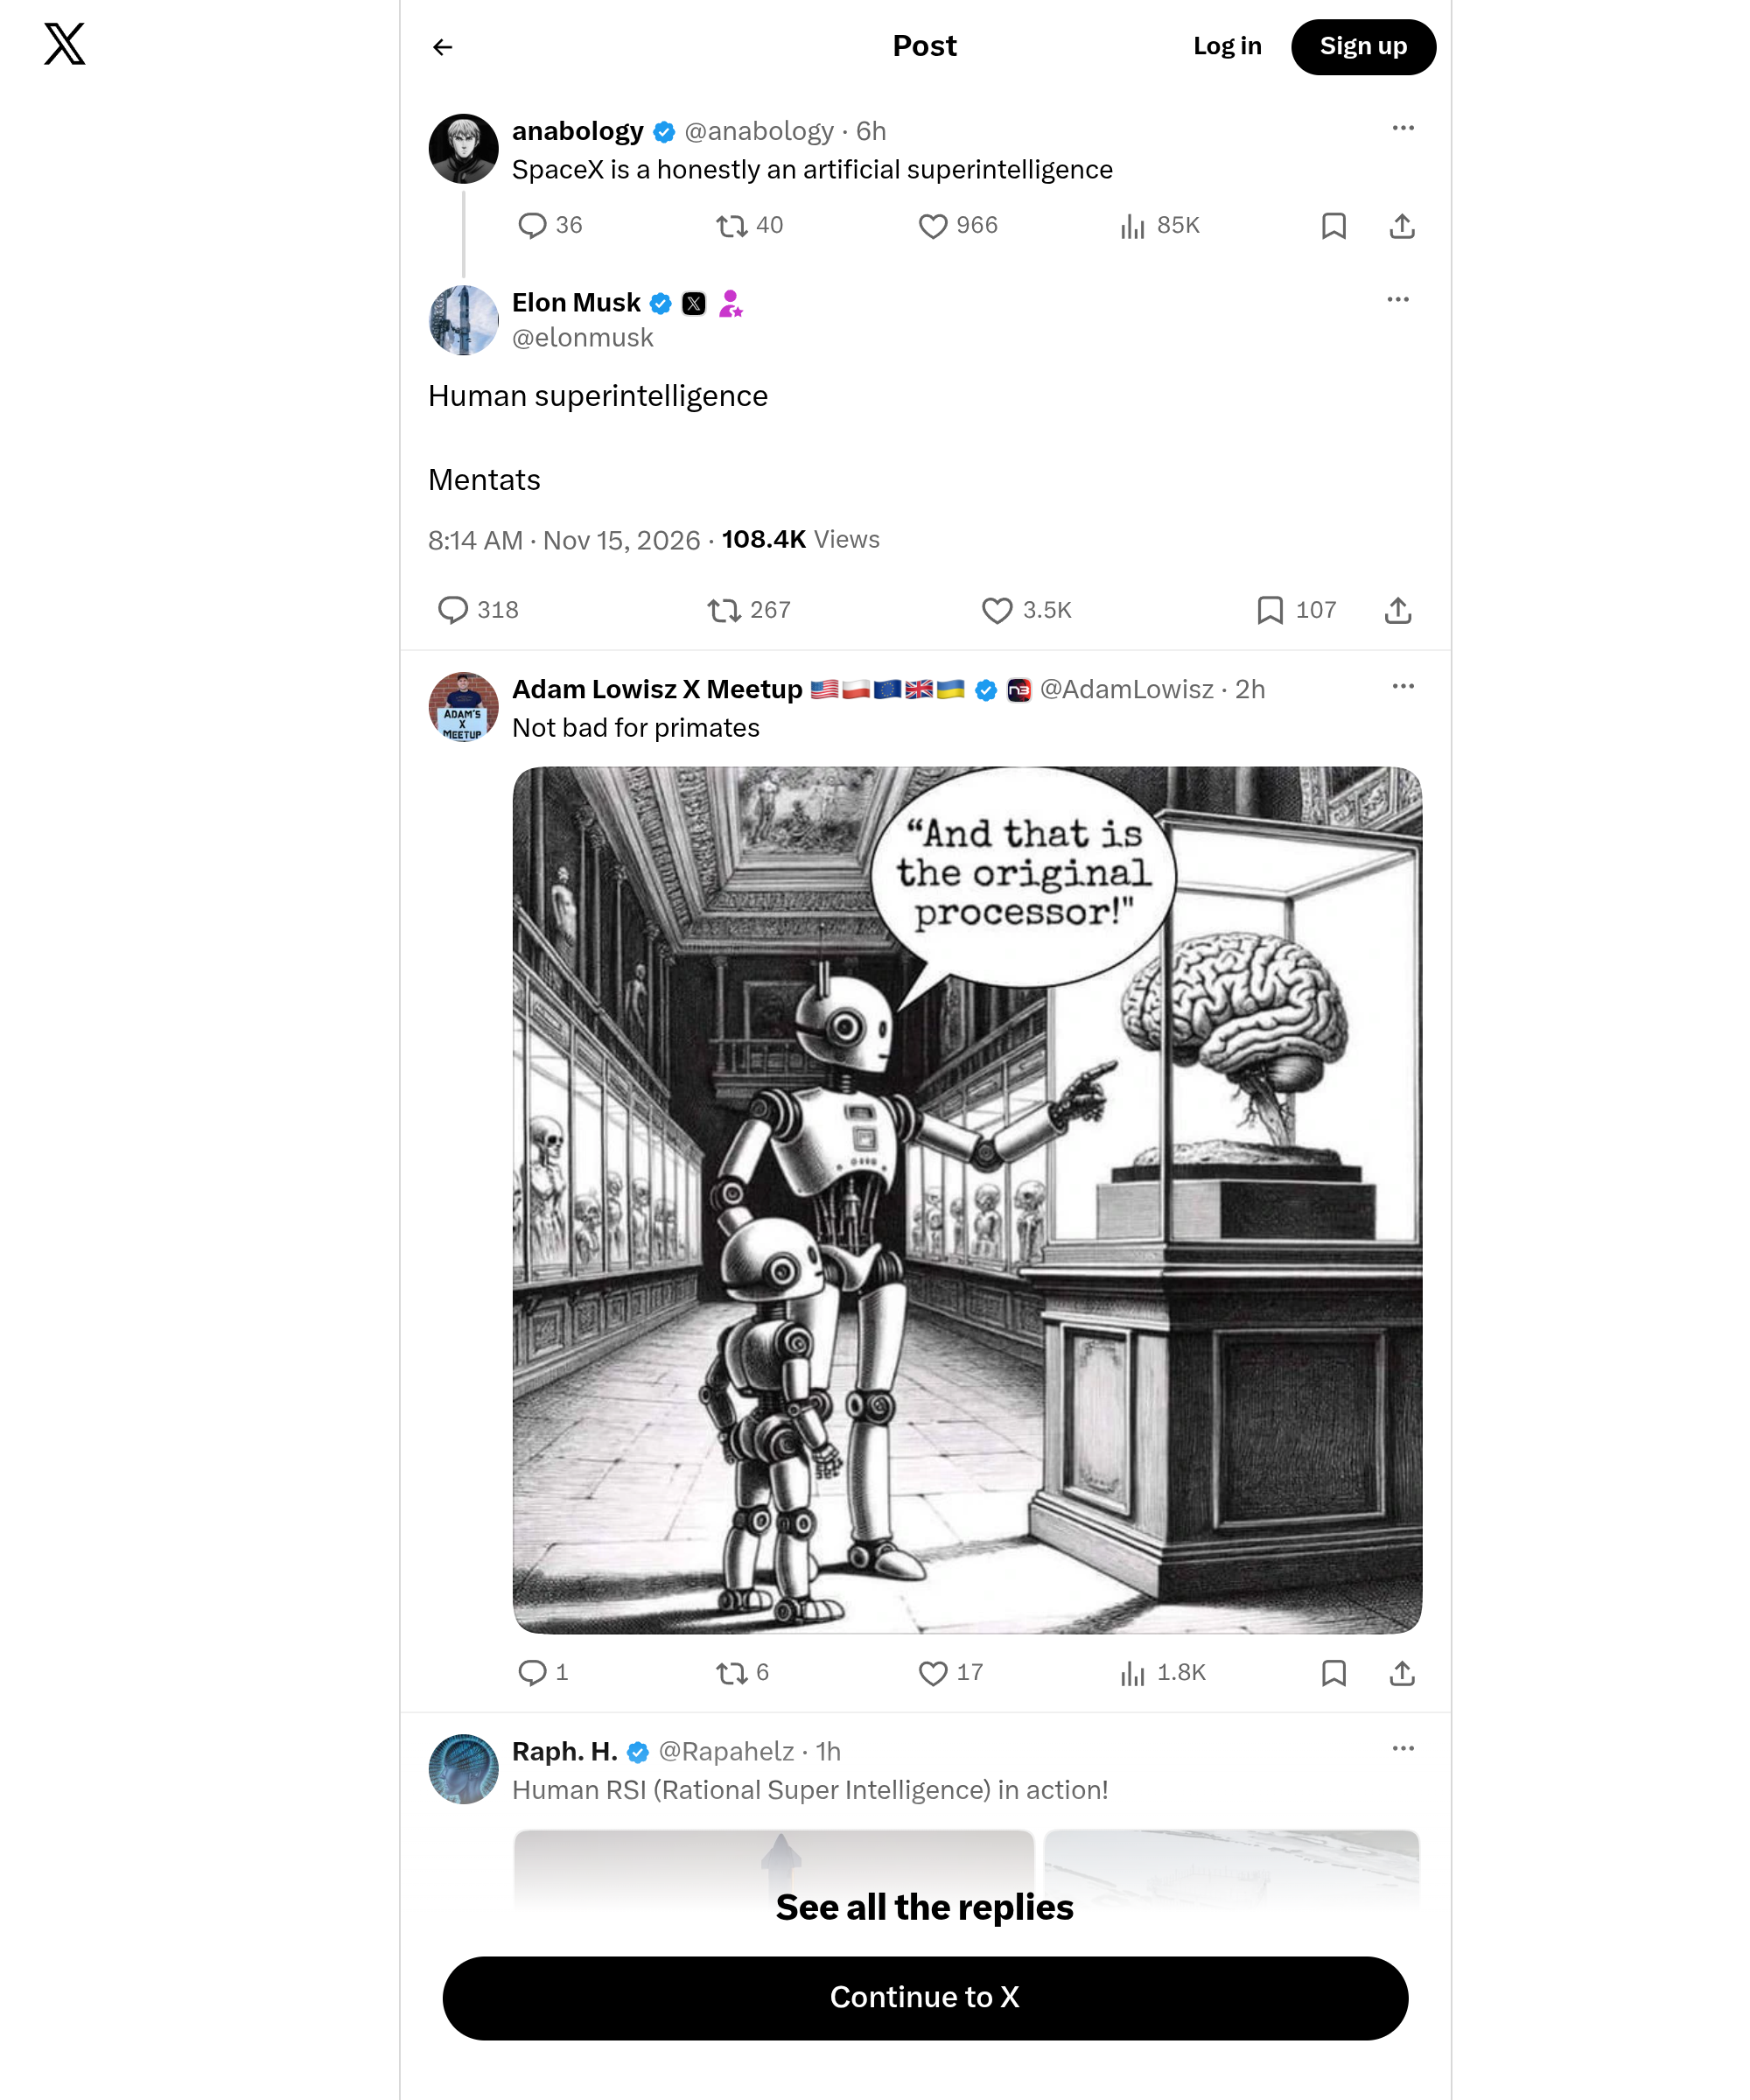 Post
Log in
Sign up
anabology @anabology · 6h
SpaceX is a honestly an artificial superintelligence
36 40 966 85K
Elon Musk
@elonmusk
Human superintelligence
Mentats
8:14 AM · Nov 15, 2026 · 108.4K Views
318 267 3.5K 107
Adam Lowisz X Meetup 🇺🇸🇵🇱🇪🇺🇬🇧🇺🇦 @AdamLowisz · 2h
ADAM'S
X
MEETUP
Not bad for primates
“And that is
the original
processor!"
1 6 17 1.8K
Raph. H. @Rapahelz · 1h
Human RSI (Rational Super Intelligence) in action!
See all the replies
Continue to X